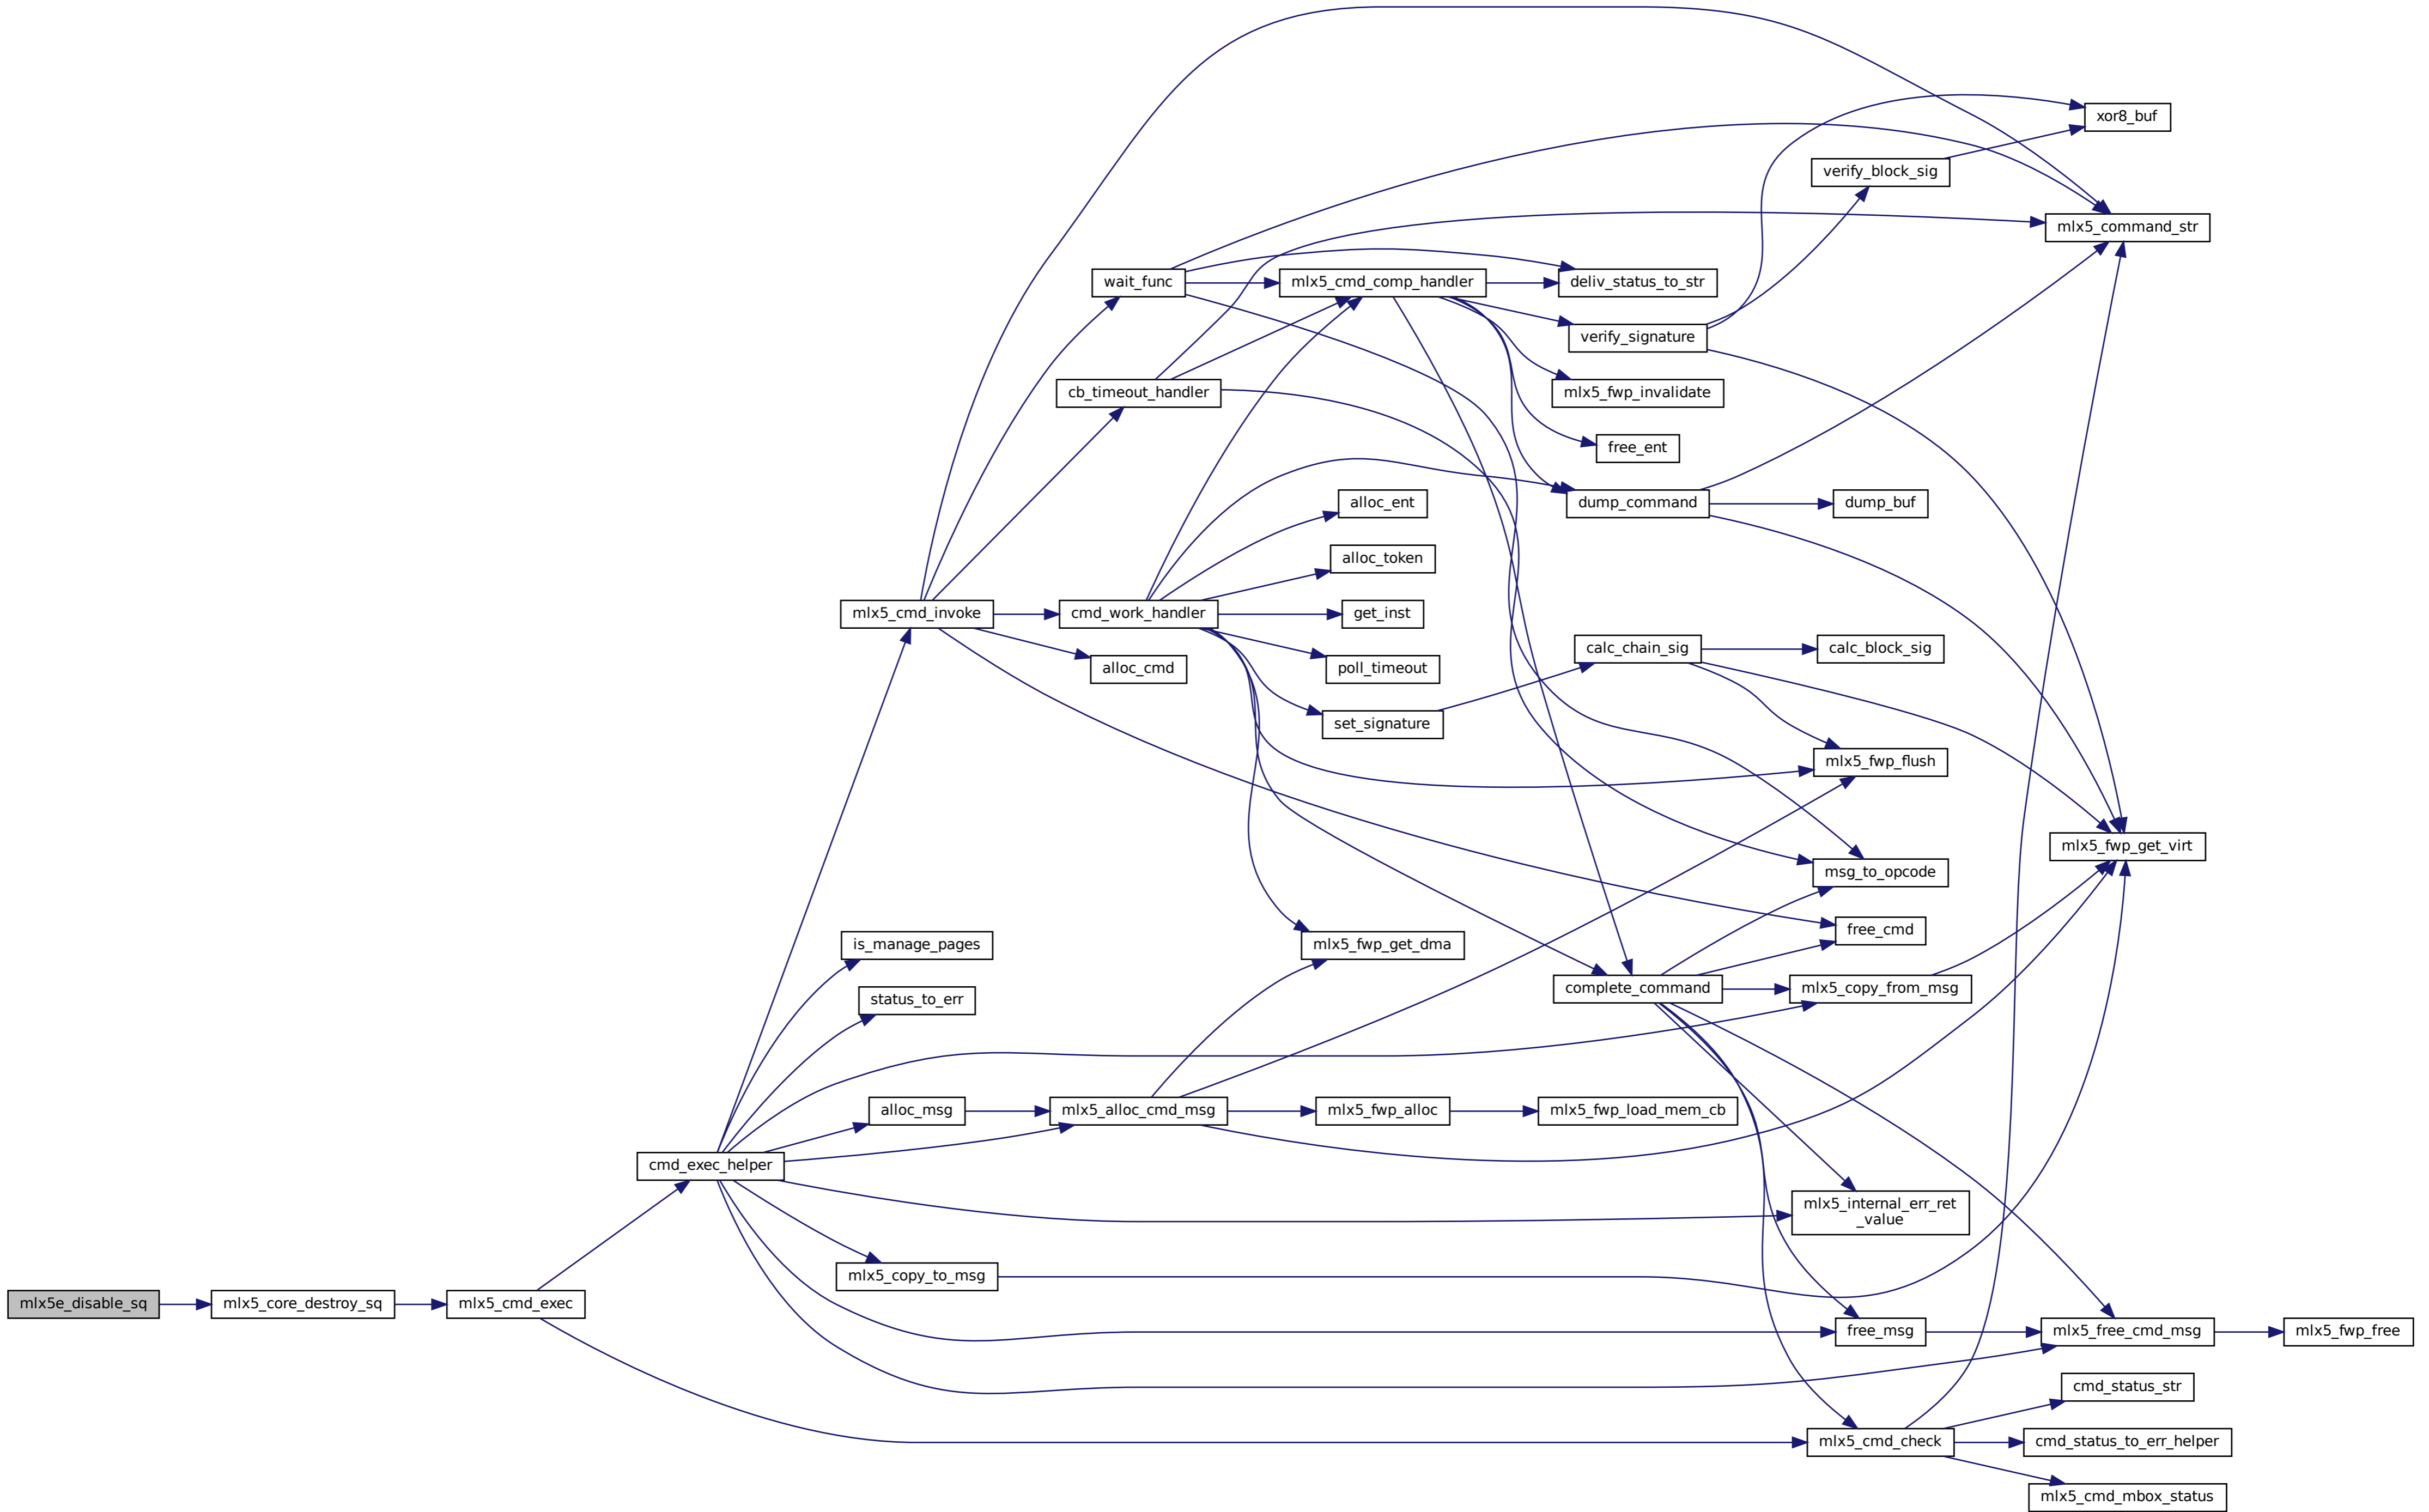 xor8_buf
verify_block_sig
mlx5_command_str
wait_func
mlx5_cmd_comp_handler
deliv_status_to_str
verify_signature
cb_timeout_handler
mlx5_fwp_invalidate
free_ent
alloc_ent
dump_command
dump_buf
alloc_token
mlx5_cmd_invoke
cmd_work_handler
get_inst
calc_chain_sig
calc_block_sig
alloc_cmd
poll_timeout
set_signature
mlx5_fwp_flush
mlx5_fwp_get_virt
msg_to_opcode
free_cmd
is_manage_pages
mlx5_fwp_get_dma
complete_command
mlx5_copy_from_msg
status_to_err
alloc_msg
mlx5_alloc_cmd_msg
mlx5_fwp_alloc
mlx5_fwp_load_mem_cb
cmd_exec_helper
mlx5_internal_err_ret
_value
mlx5_copy_to_msg
mlx5e_disable_sq
mlx5_core_destroy_sq
mlx5_cmd_exec
free_msg
mlx5_free_cmd_msg
mlx5_fwp_free
cmd_status_str
mlx5_cmd_check
cmd_status_to_err_helper
mlx5_cmd_mbox_status